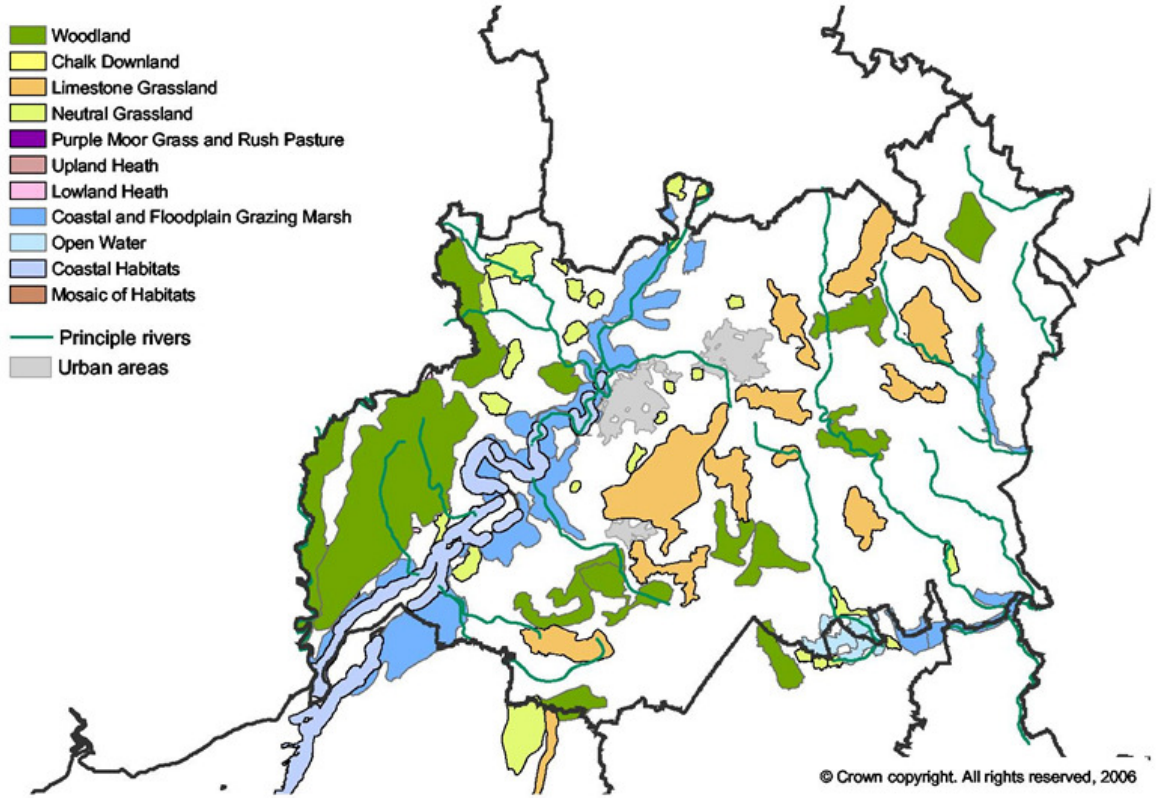 Woodland
Chalk Downland
Limestone Grassland
Neutral Grassland
Purple Moor Grass and Rush Pasture
Upland Heath
Lowland Heath
Coastal and Floodplain Grazing Marsh
Open Water
Coastal Habitats
Mosaic of Habitats
Principle rivers
Urban areas
© Crown copyright. All rights reserved, 2006